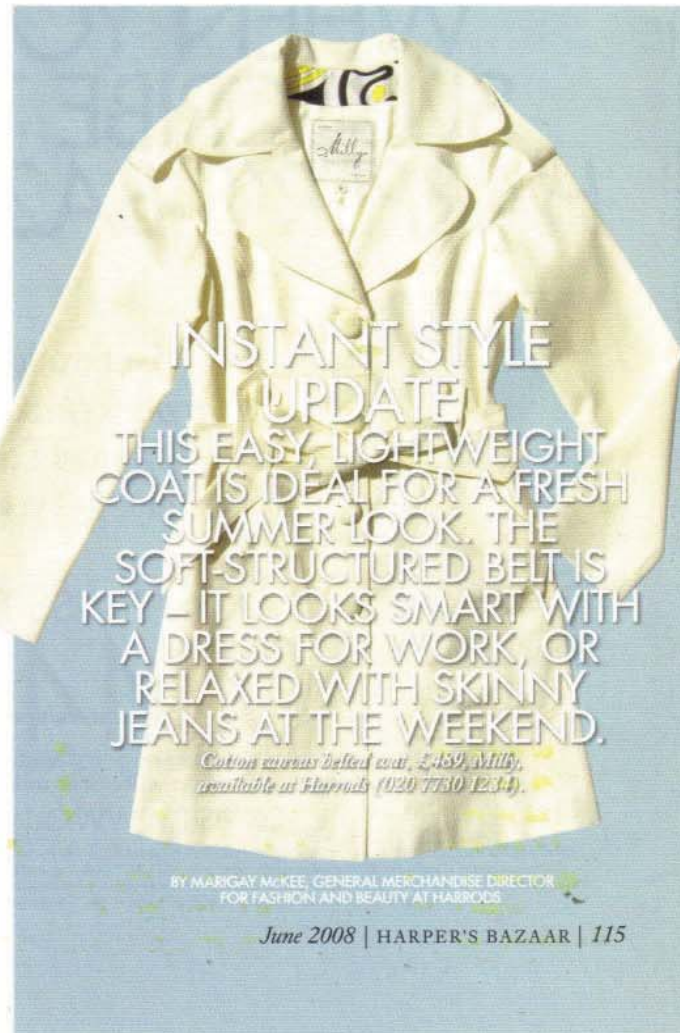 Milly
INSTANT STYLE
UPDATE
THIS EASY, LIGHTWEIGHT
COAT IS IDEAL FOR A FRESH
SUMMER LOOK. THE
SOFT-STRUCTURED BELT IS
KEY – IT LOOKS SMART WITH
A DRESS FOR WORK, OR
RELAXED WITH SKINNY
JEANS AT THE WEEKEND.
Cotton canvas belted coat, £489, Milly,
available at Harrods (020 7730 1234).
BY MARIGAY McKEE, GENERAL MERCHANDISE DIRECTOR
FOR FASHION AND BEAUTY AT HARRODS
June 2008 | HARPER'S BAZAAR | 115